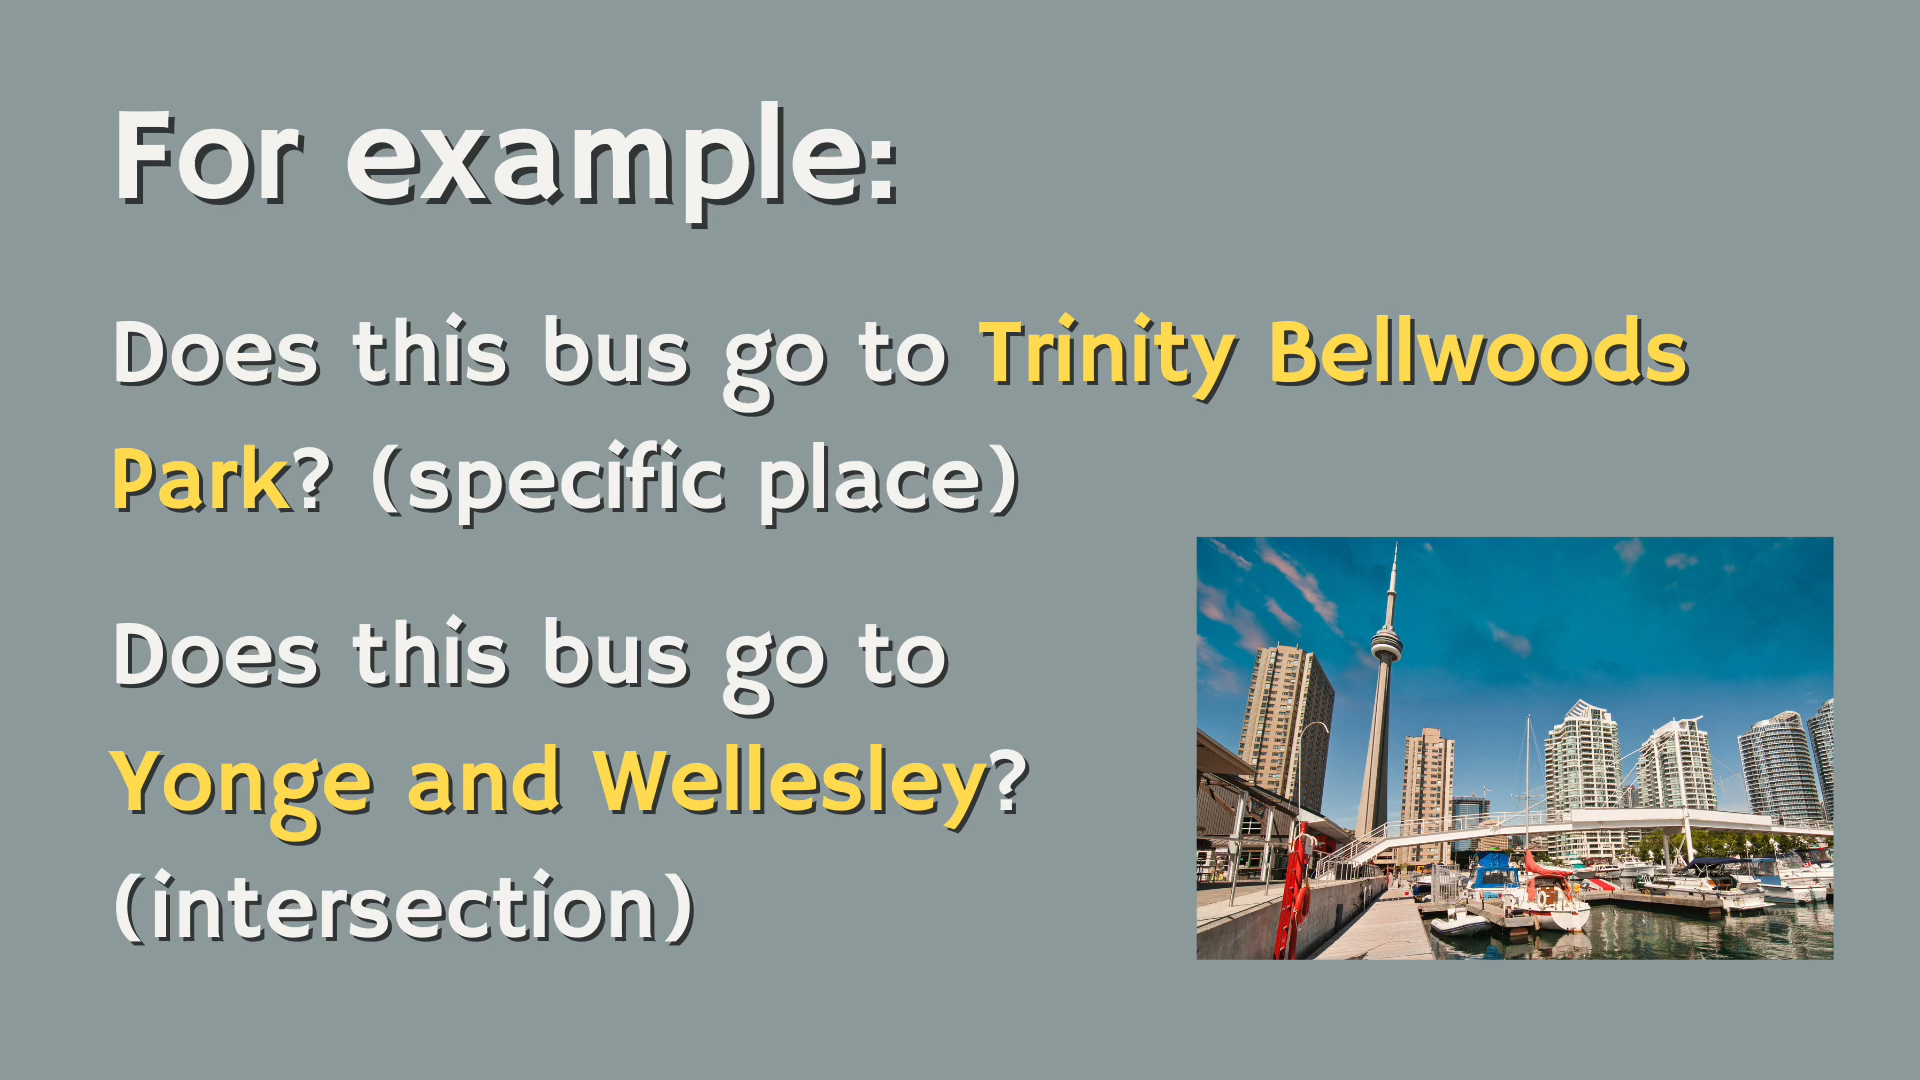 For example:
Does this bus go to Trinity Bellwoods
Park? (specific place)
Does this bus go to
Yonge and Wellesley?
(intersection)